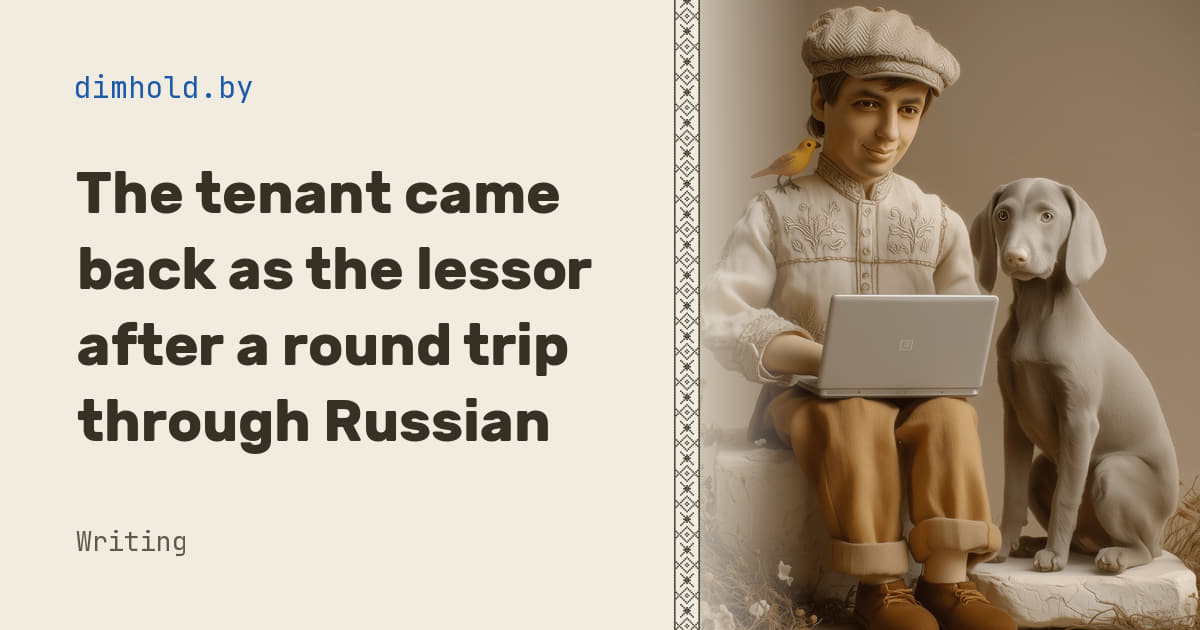 dimhold.by
The tenant came
back as the lessor
after a round trip
through Russian
Writing